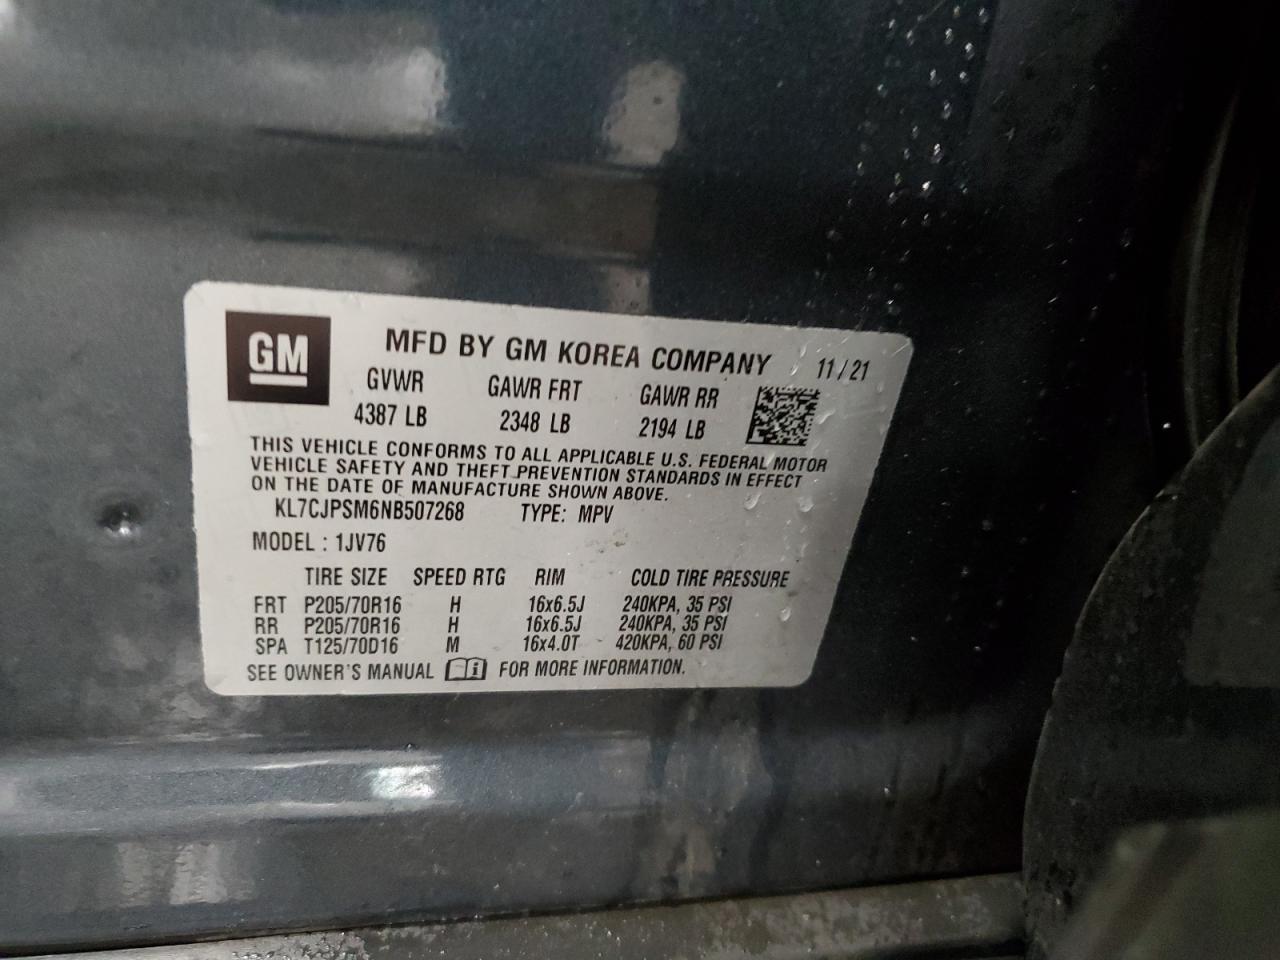 GM
MFD BY GM KOREA COMPANY 11/21
GVWR GAWR FRT GAWR RR
4387 LB 2348 LB 2194 LB
THIS VEHICLE CONFORMS TO ALL APPLICABLE U.S. FEDERAL MOTOR
VEHICLE SAFETY AND THEFT PREVENTION STANDARDS IN EFFECT
ON THE DATE OF MANUFACTURE SHOWN ABOVE.
KL7CJPSM6NB507268 TYPE: MPV
MODEL : 1JV76
TIRE SIZE SPEED RTG RIM COLD TIRE PRESSURE
FRT P205/70R16 H 16x6.5J 240KPA, 35 PSI
RR P205/70R16 H 16x6.5J 240KPA, 35 PSI
SPA T125/70D16 M 16x4.0T 420KPA, 60 PSI
SEE OWNER'S MANUAL i FOR MORE INFORMATION.